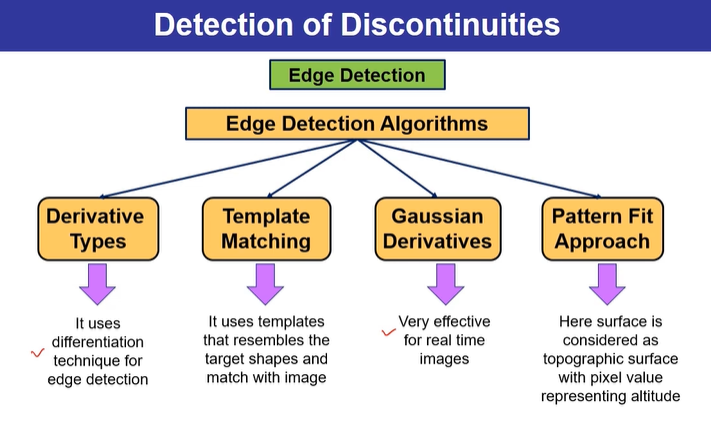 Detection of Discontinuities
Edge Detection
Edge Detection Algorithms
Derivative
Types
Template
Matching
Gaussian
Derivatives
Pattern Fit
Approach
It uses
differentiation
technique for
edge detection
It uses templates
that resembles the
target shapes and
match with image
Very effective
for real time
images
Here surface is
considered as
topographic surface
with pixel value
representing altitude